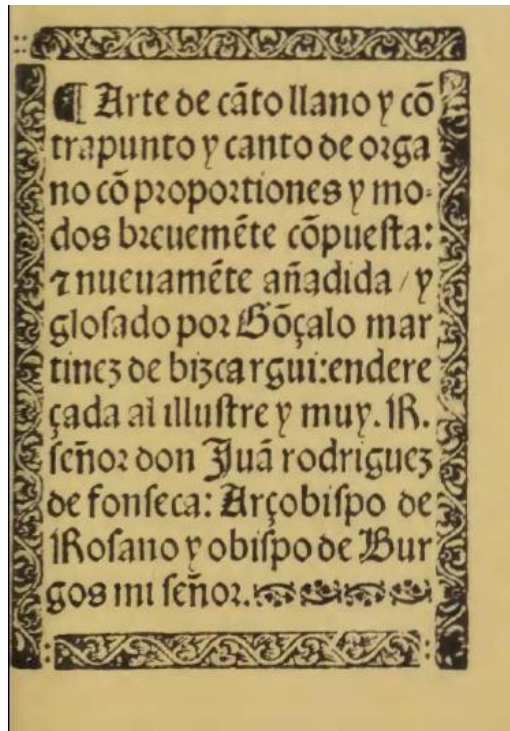 ¶ Arte de cãto llano y cõ
trapunto y canto de orga
no cõ proportiones y mo-
dos breuemẽte cõpuesta:
⁊ nueuamẽte añadida / y
glosado por Gõçalo mar
tinez de bizcargui: endere
çada al illustre y muy. R.
señor don Juã rodriguez
de fonseca: Arçobispo de
Rosano y obispo de Bur
gos mi señor.